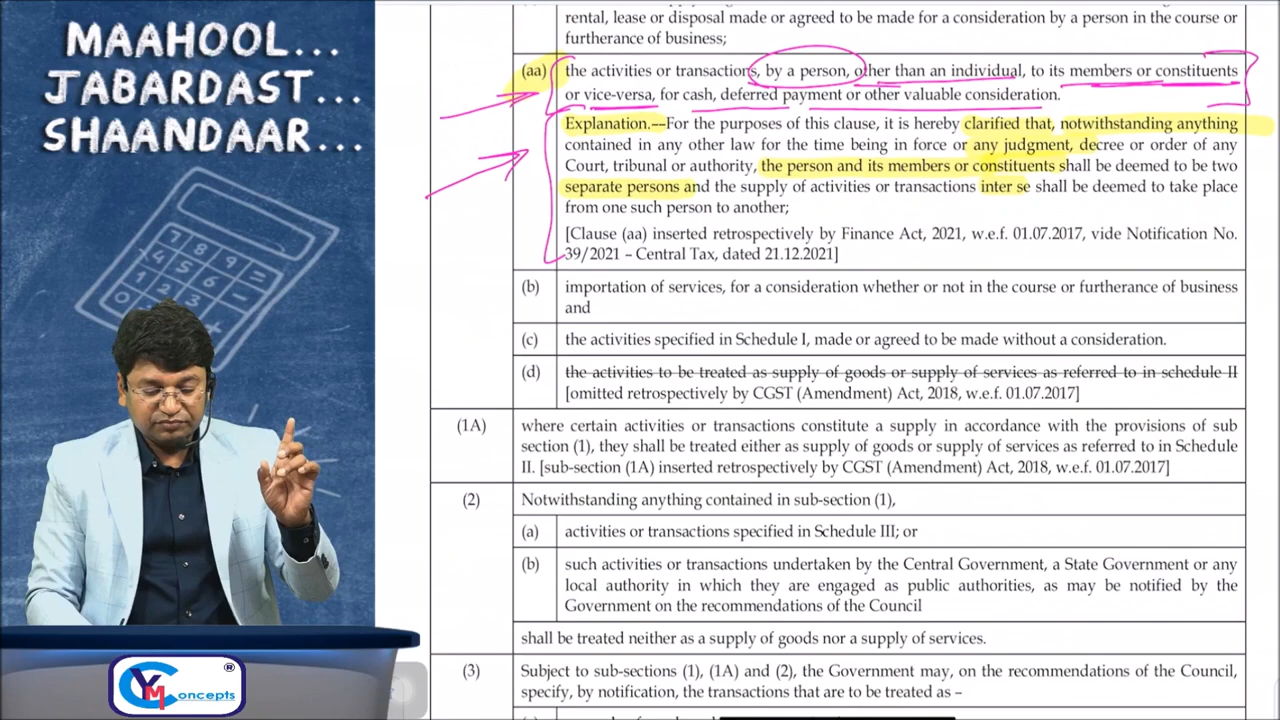 MAAHOOL...
JABARDAST...
SHAANDAAR...
rental, lease or disposal made or agreed to be made for a consideration by a person in the course or
furtherance of business;
(aa) the activities or transactions, by a person, other than an individual, to its members or constituents
or vice-versa, for cash, deferred payment or other valuable consideration.
Explanation.--For the purposes of this clause, it is hereby clarified that, notwithstanding anything
contained in any other law for the time being in force or any judgment, decree or order of any
Court, tribunal or authority, the person and its members or constituents shall be deemed to be two
separate persons and the supply of activities or transactions inter se shall be deemed to take place
from one such person to another;
[Clause (aa) inserted retrospectively by Finance Act, 2021, w.e.f. 01.07.2017, vide Notification No.
39/2021 – Central Tax, dated 21.12.2021]
(b) importation of services, for a consideration whether or not in the course or furtherance of business
and
(c) the activities specified in Schedule I, made or agreed to be made without a consideration.
(d) the activities to be treated as supply of goods or supply of services as referred to in schedule II
[omitted retrospectively by CGST (Amendment) Act, 2018, w.e.f. 01.07.2017]
(1A) where certain activities or transactions constitute a supply in accordance with the provisions of sub
section (1), they shall be treated either as supply of goods or supply of services as referred to in Schedule
II. [sub-section (1A) inserted retrospectively by CGST (Amendment) Act, 2018, w.e.f. 01.07.2017]
(2) Notwithstanding anything contained in sub-section (1),
(a) activities or transactions specified in Schedule III; or
(b) such activities or transactions undertaken by the Central Government, a State Government or any
local authority in which they are engaged as public authorities, as may be notified by the
Government on the recommendations of the Council
shall be treated neither as a supply of goods nor a supply of services.
(3) Subject to sub-sections (1), (1A) and (2), the Government may, on the recommendations of the Council,
specify, by notification, the transactions that are to be treated as –
7 8 9 =
4 5 6 -
1 2 3
0 +
CYM oncepts ®